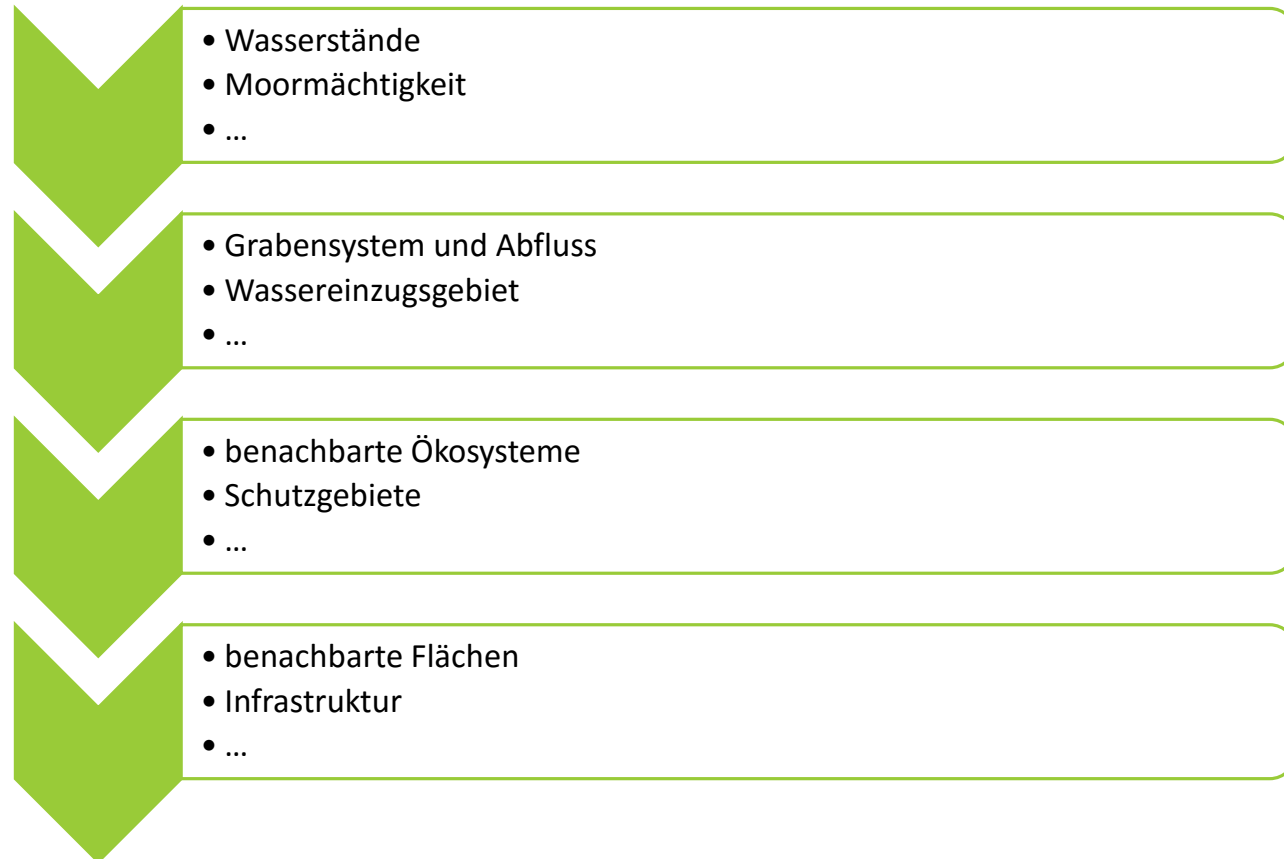 • Wasserstände
• Moormächtigkeit
• ...
• Grabensystem und Abfluss
• Wassereinzugsgebiet
• ...
• benachbarte Ökosysteme
• Schutzgebiete
• ...
• benachbarte Flächen
• Infrastruktur
• ...